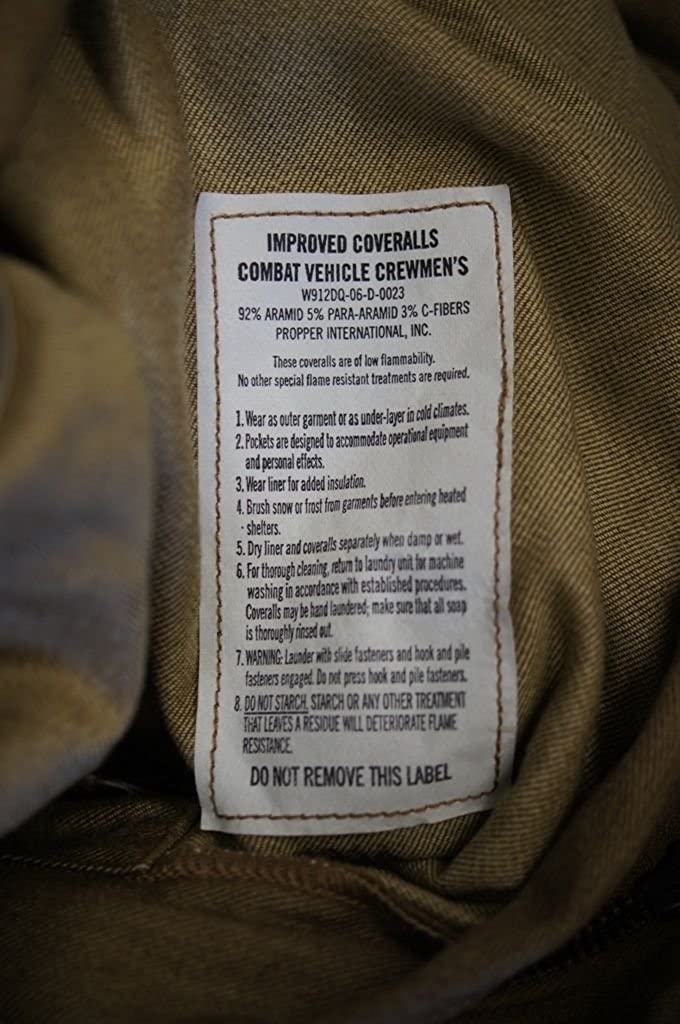 IMPROVED COVERALLS
COMBAT VEHICLE CREWMEN'S
W912DQ-06-D-0023
92% ARAMID 5% PARA-ARAMID 3% C-FIBERS
PROPPER INTERNATIONAL, INC.
These coveralls are of low flammability.
No other special flame resistant treatments are required.
1. Wear as outer garment or as under-layer in cold climates.
2. Pockets are designed to accommodate operational equipment
and personal effects.
3. Wear liner for added insulation.
4. Brush snow or frost from garments before entering heated
shelters.
5. Dry liner and coveralls separately when damp or wet.
6. For thorough cleaning, return to laundry unit for machine
washing in accordance with established procedures.
Coveralls may be hand laundered; make sure that all soap
is thoroughly rinsed out.
7. WARNING: Launder with slide fasteners and hook and pile
fasteners engaged. Do not press hook and pile fasteners.
8. DO NOT STARCH. STARCH OR ANY OTHER TREATMENT
THAT LEAVES A RESIDUE WILL DETERIORATE FLAME
RESISTANCE.
DO NOT REMOVE THIS LABEL